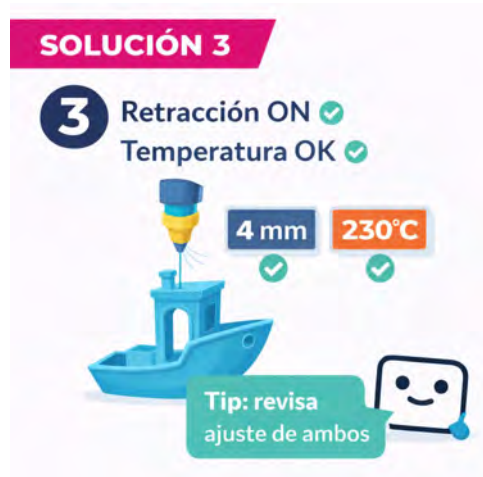 SOLUCIÓN 3
3
Retracción ON
Temperatura OK
4 mm
230°C
Tip: revisa
ajuste de ambos